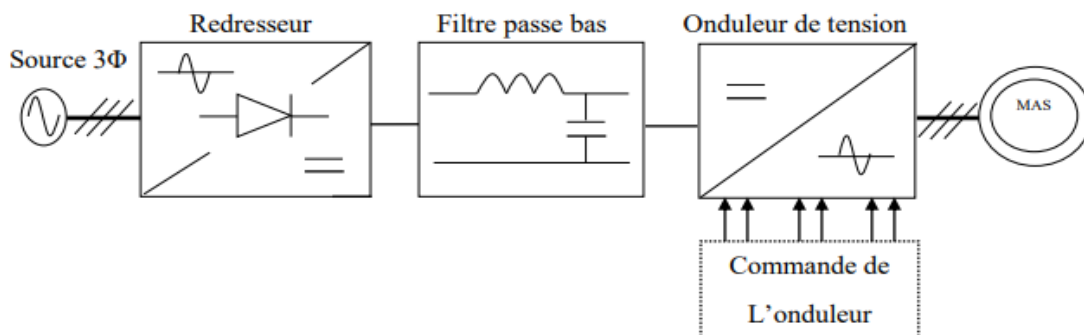 Redresseur
Filtre passe bas
Onduleur de tension
Source 3Φ
MAS
Commande de
L'onduleur